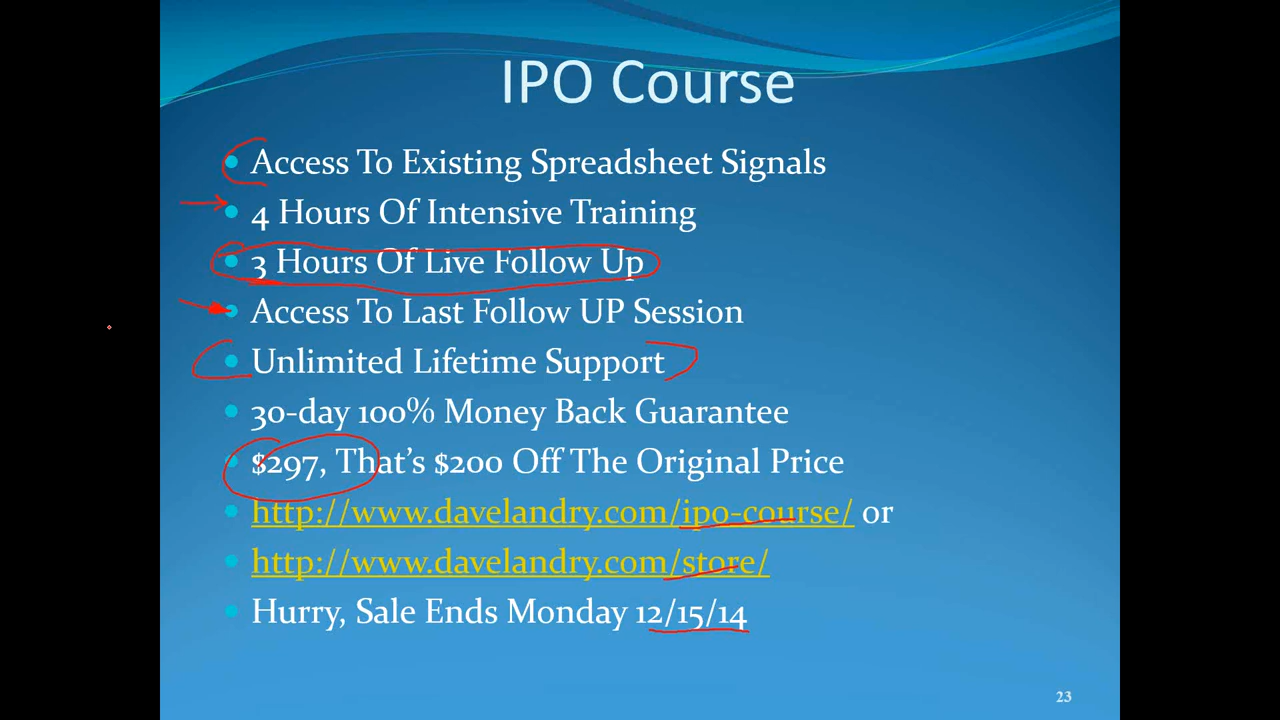 IPO Course
Access To Existing Spreadsheet Signals
4 Hours Of Intensive Training
3 Hours Of Live Follow Up
Access To Last Follow UP Session
Unlimited Lifetime Support
30-day 100% Money Back Guarantee
$297, That's $200 Off The Original Price
http://www.davelandry.com/ipo-course/ or
http://www.davelandry.com/store/
Hurry, Sale Ends Monday 12/15/14
23